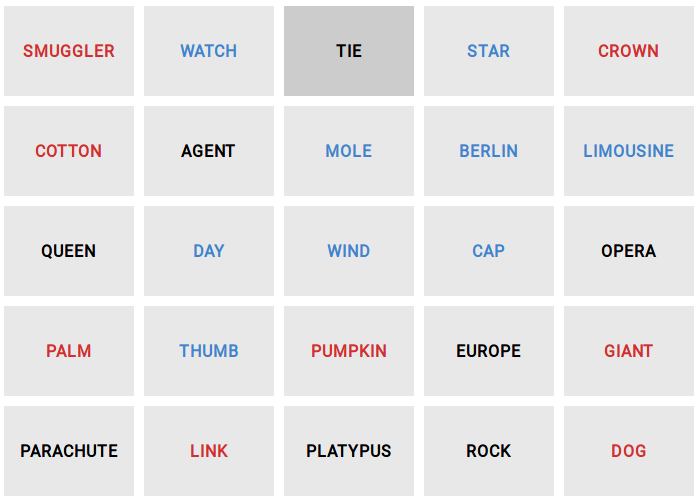 SMUGGLER WATCH TIE STAR CROWN
COTTON AGENT MOLE BERLIN LIMOUSINE
QUEEN DAY WIND CAP OPERA
PALM THUMB PUMPKIN EUROPE GIANT
PARACHUTE LINK PLATYPUS ROCK DOG